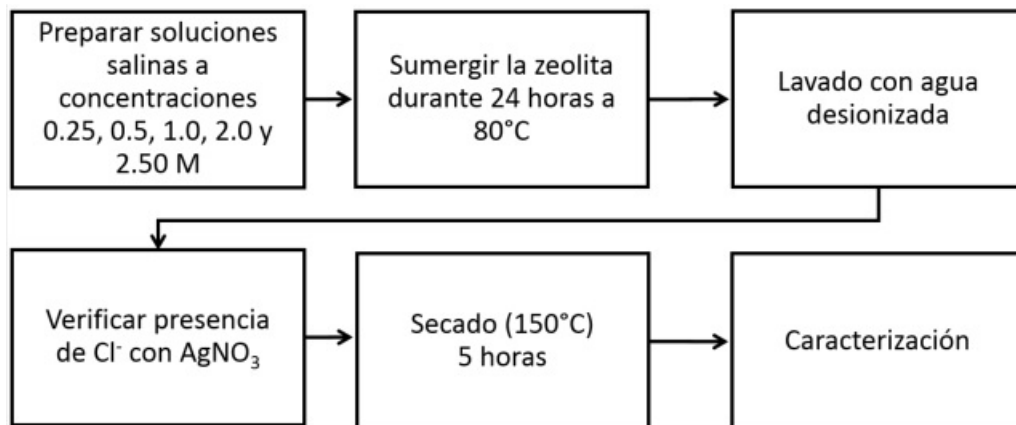 Preparar soluciones
salinas a
concentraciones
0.25, 0.5, 1.0, 2.0 y
2.50 M
Sumergir la zeolita
durante 24 horas a
80°C
Lavado con agua
desionizada
Verificar presencia
de Cl⁻ con AgNO₃
Secado (150°C)
5 horas
Caracterización